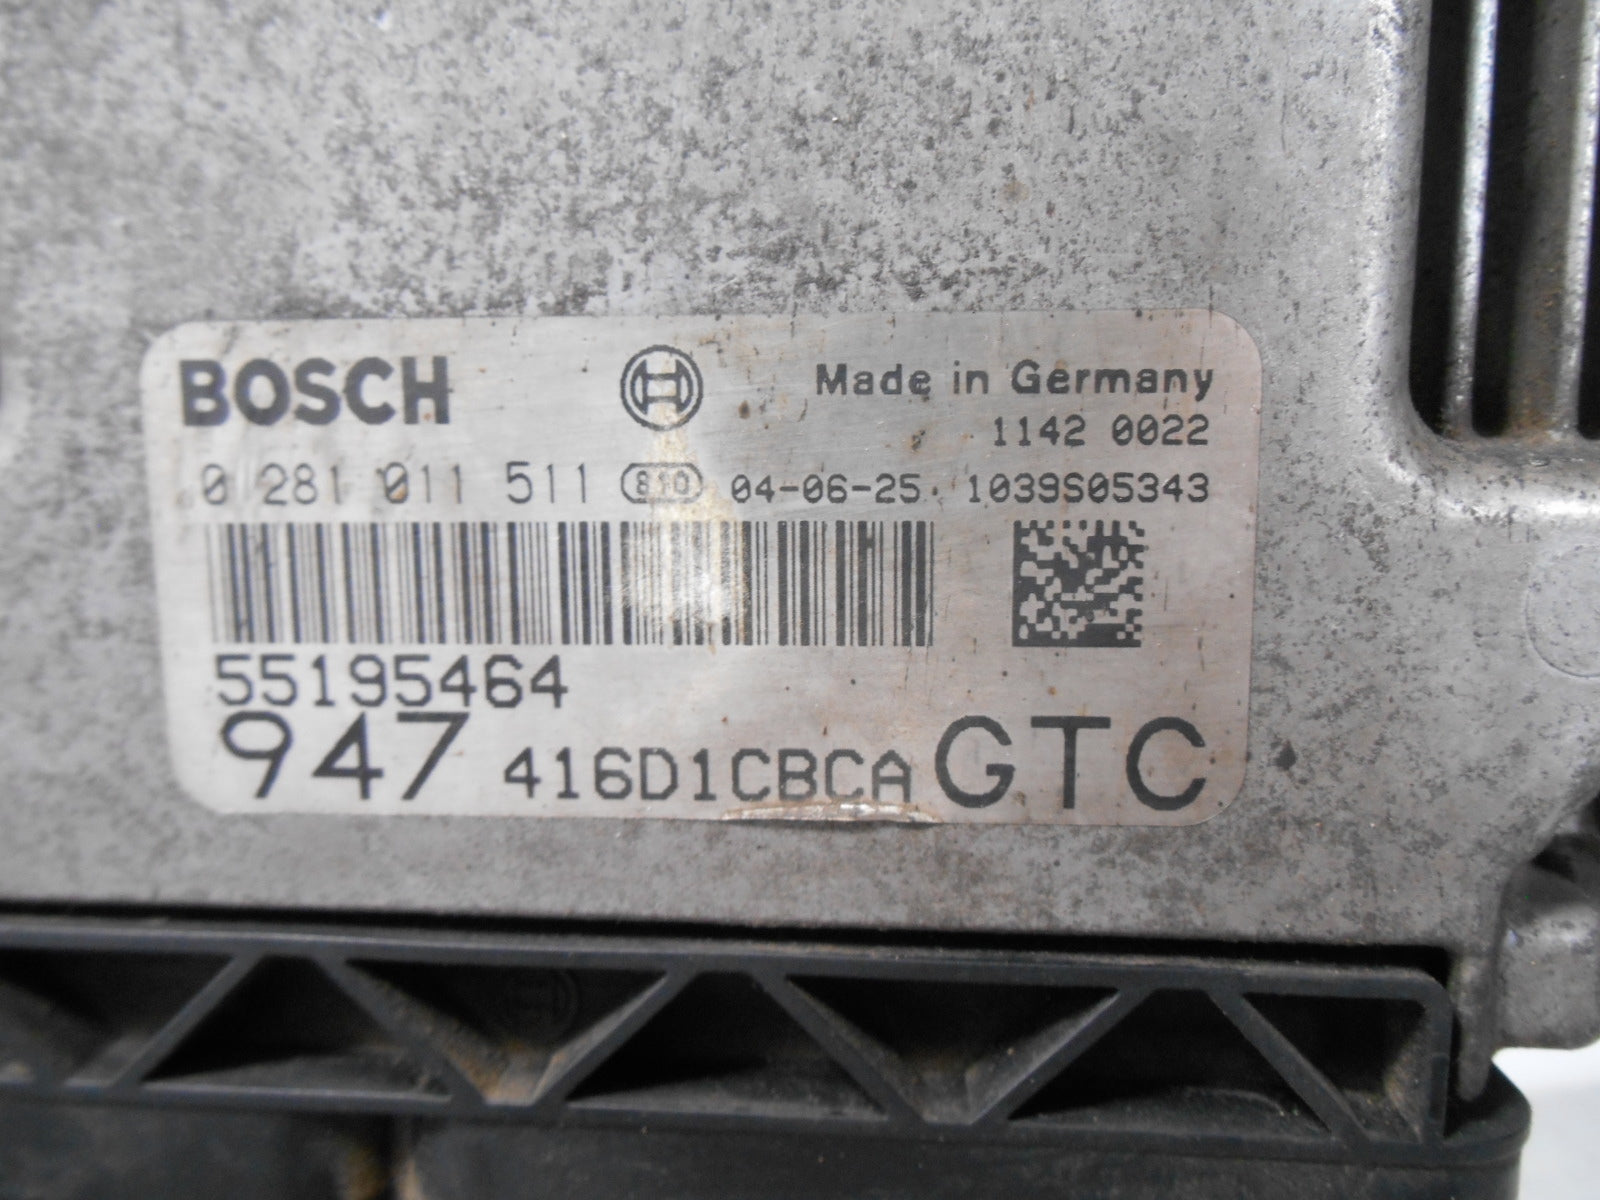 BOSCH Made in Germany
1142 0022
0 281 011 511 810 04-06-25 1039S05343
55195464
947 416D1CBCA GTC